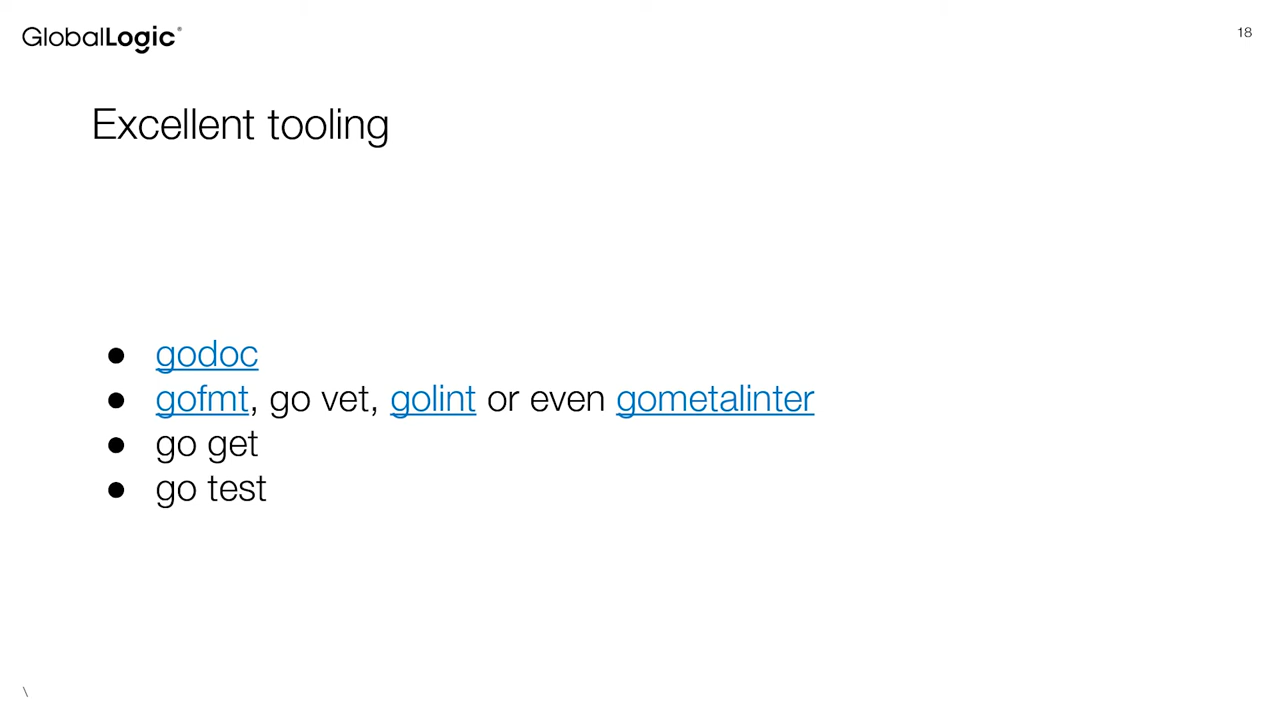 GlobalLogic®
18
Excellent tooling
● godoc
● gofmt, go vet, golint or even gometalinter
● go get
● go test
\